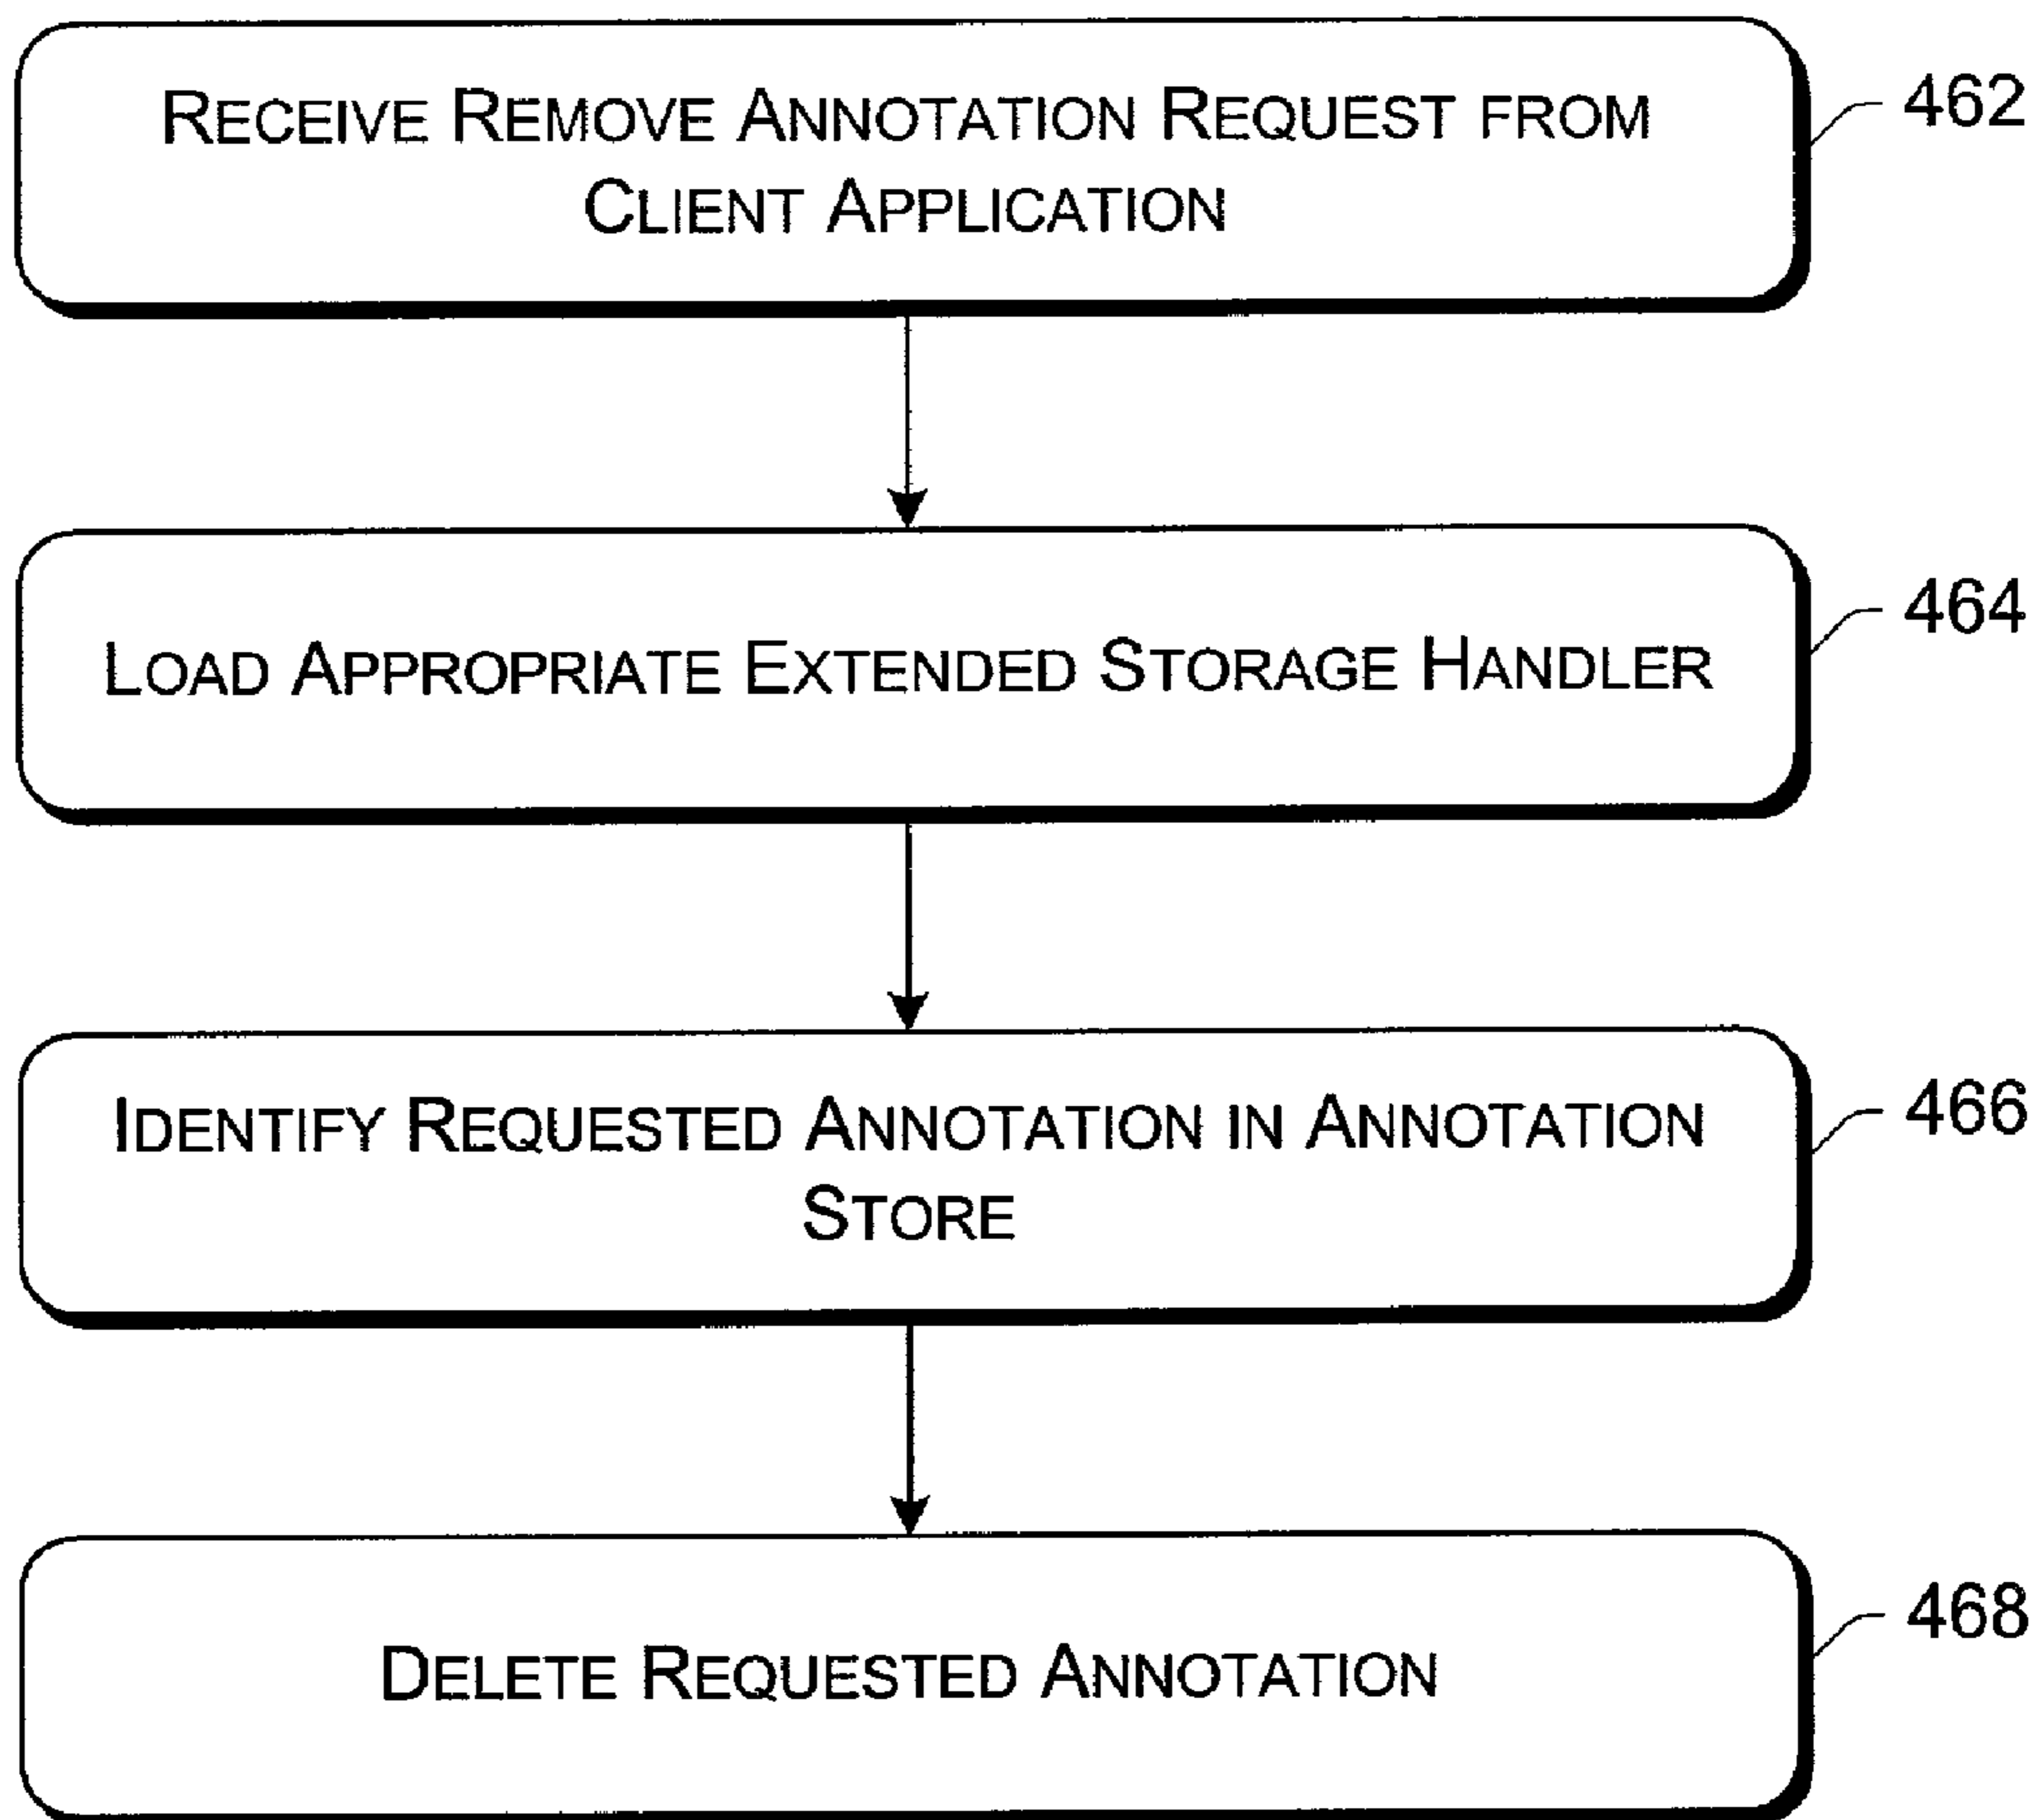 RECEIVE REMOVE ANNOTATION REQUEST FROM
CLIENT APPLICATION
462
LOAD APPROPRIATE EXTENDED STORAGE HANDLER
464
IDENTIFY REQUESTED ANNOTATION IN ANNOTATION
STORE
466
DELETE REQUESTED ANNOTATION
468